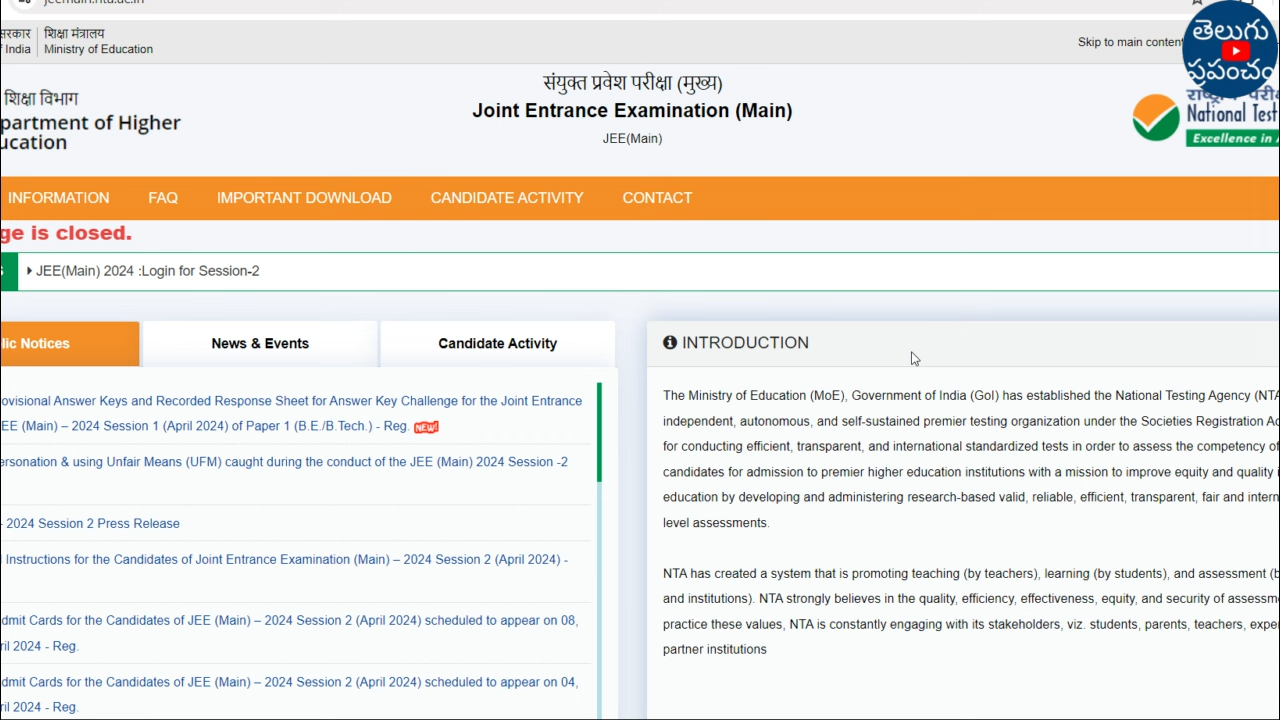 jeemain.nta.ac.in
सरकार शिक्षा मंत्रालय
of India Ministry of Education
Skip to main content
తెలుగు
ప్రపంచం
शिक्षा विभाग
partment of Higher
ucation
संयुक्त प्रवेश परीक्षा (मुख्य)
Joint Entrance Examination (Main)
JEE(Main)
National Test
Excellence in A
INFORMATION FAQ IMPORTANT DOWNLOAD CANDIDATE ACTIVITY CONTACT
ge is closed.
S JEE(Main) 2024 :Login for Session-2
lic Notices News & Events Candidate Activity
ovisional Answer Keys and Recorded Response Sheet for Answer Key Challenge for the Joint Entrance
EE (Main) – 2024 Session 1 (April 2024) of Paper 1 (B.E./B.Tech.) - Reg. NEW!
ersonation & using Unfair Means (UFM) caught during the conduct of the JEE (Main) 2024 Session -2
- 2024 Session 2 Press Release
l Instructions for the Candidates of Joint Entrance Examination (Main) – 2024 Session 2 (April 2024) -
dmit Cards for the Candidates of JEE (Main) – 2024 Session 2 (April 2024) scheduled to appear on 08,
ril 2024 - Reg.
dmit Cards for the Candidates of JEE (Main) – 2024 Session 2 (April 2024) scheduled to appear on 04,
ril 2024 - Reg.
INTRODUCTION
The Ministry of Education (MoE), Government of India (GoI) has established the National Testing Agency (NTA
independent, autonomous, and self-sustained premier testing organization under the Societies Registration Ac
for conducting efficient, transparent, and international standardized tests in order to assess the competency of
candidates for admission to premier higher education institutions with a mission to improve equity and quality i
education by developing and administering research-based valid, reliable, efficient, transparent, fair and intern
level assessments.
NTA has created a system that is promoting teaching (by teachers), learning (by students), and assessment (b
and institutions). NTA strongly believes in the quality, efficiency, effectiveness, equity, and security of assessm
practice these values, NTA is constantly engaging with its stakeholders, viz. students, parents, teachers, expe
partner institutions